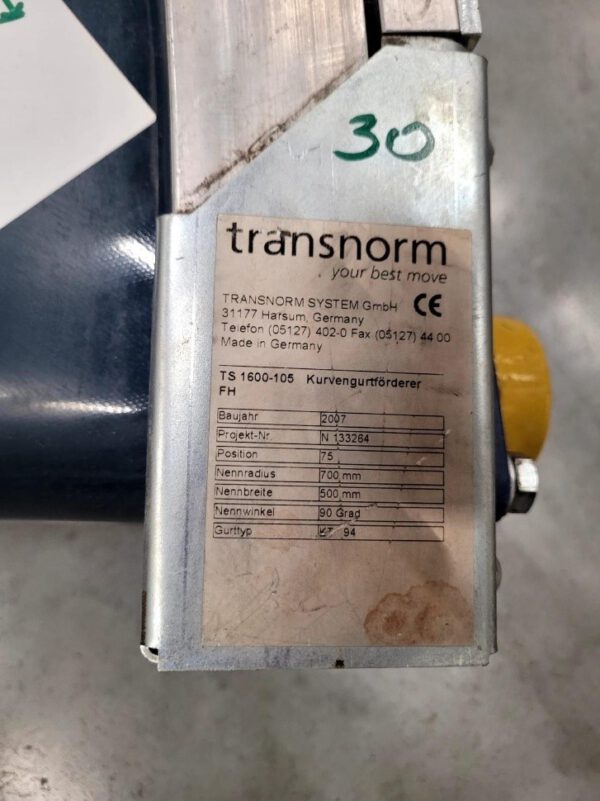 30
transnorm
your best move
TRANSNORM SYSTEM GmbH CE
31177 Harsum, Germany
Telefon (05127) 402-0 Fax (05127) 44 00
Made in Germany
TS 1600-105 Kurvengurtförderer
FH
Baujahr 2007
Projekt-Nr. N 133264
Position 75
Nennradius 700 mm
Nennbreite 500 mm
Nennwinkel 90 Grad
Gurttyp 94